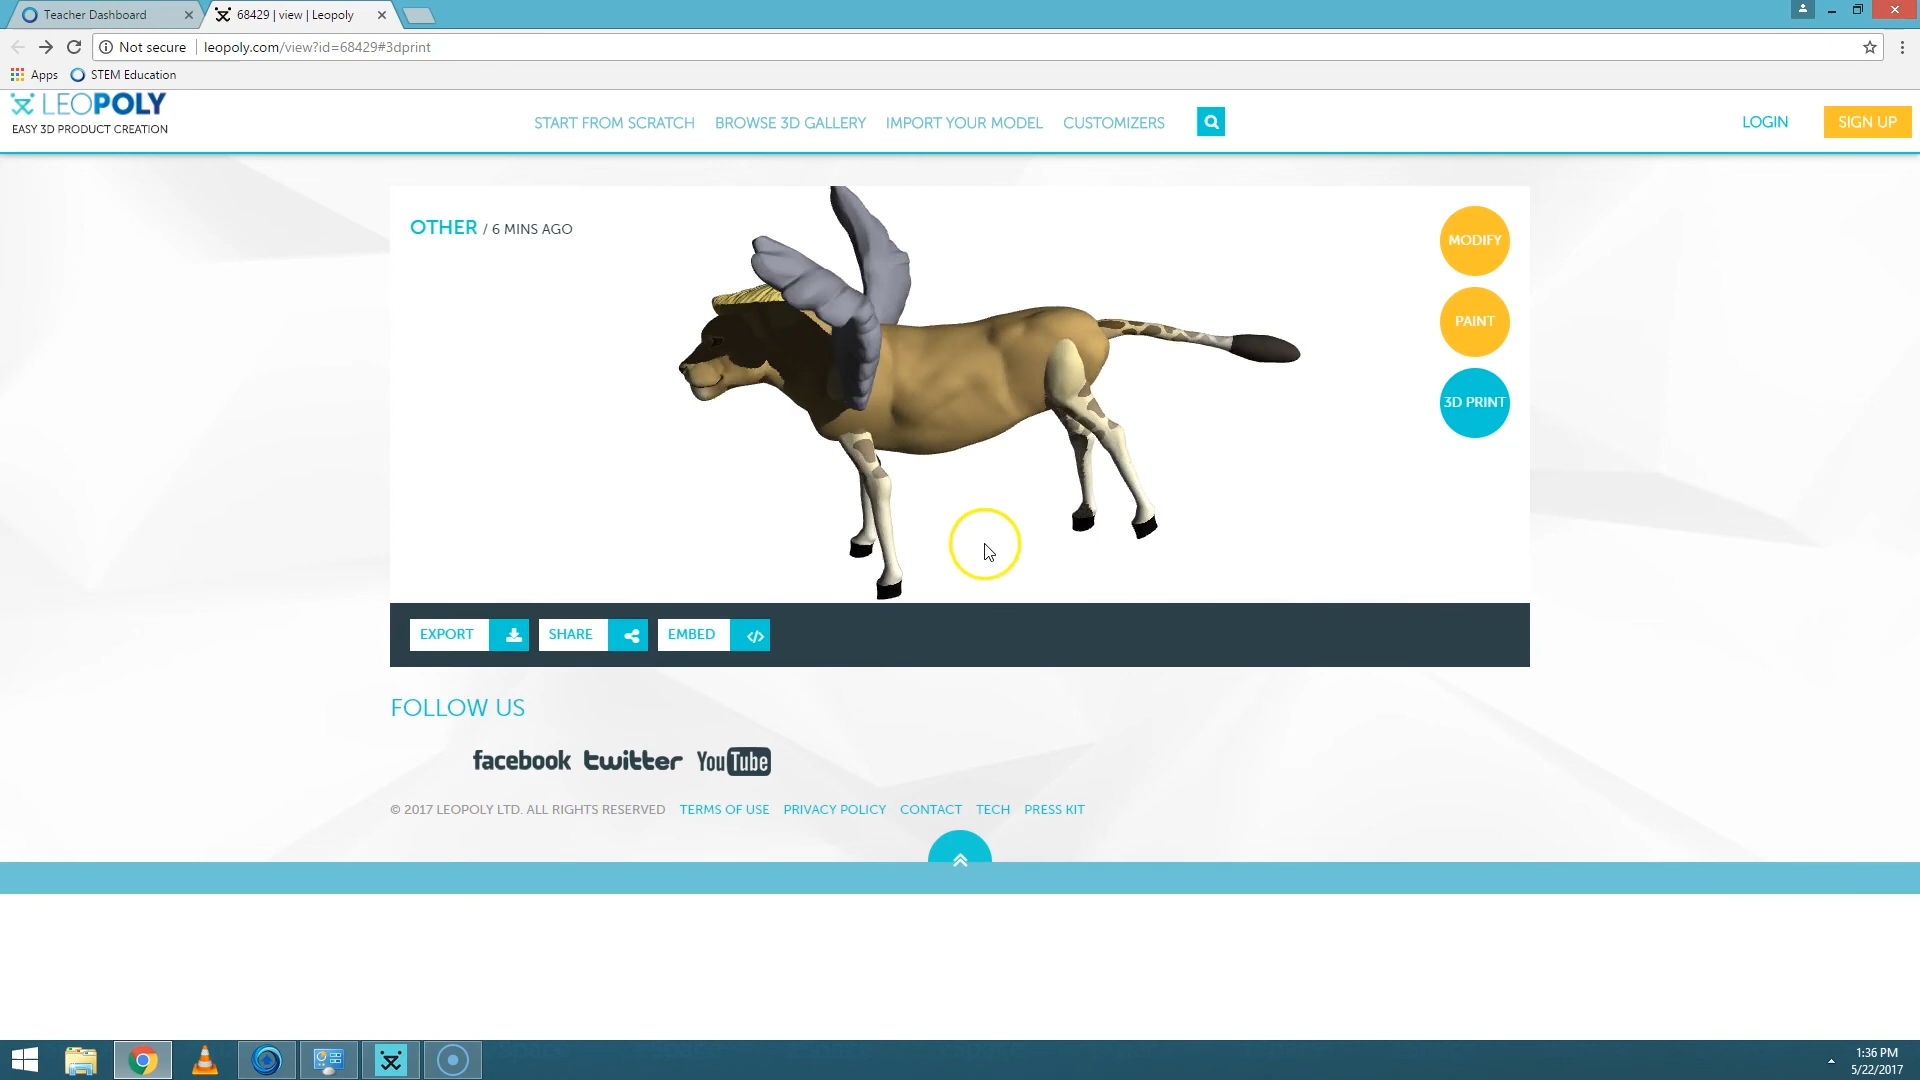 Teacher Dashboard
68429 | view | Leopoly
Not secure | leopoly.com/view?id=68429#3dprint
Apps STEM Education
LEOPOLY
EASY 3D PRODUCT CREATION
START FROM SCRATCH BROWSE 3D GALLERY IMPORT YOUR MODEL CUSTOMIZERS
LOGIN SIGN UP
OTHER / 6 MINS AGO
MODIFY
PAINT
3D PRINT
EXPORT SHARE EMBED
FOLLOW US
facebook twitter YouTube
© 2017 LEOPOLY LTD. ALL RIGHTS RESERVED TERMS OF USE PRIVACY POLICY CONTACT TECH PRESS KIT
1:36 PM
5/22/2017